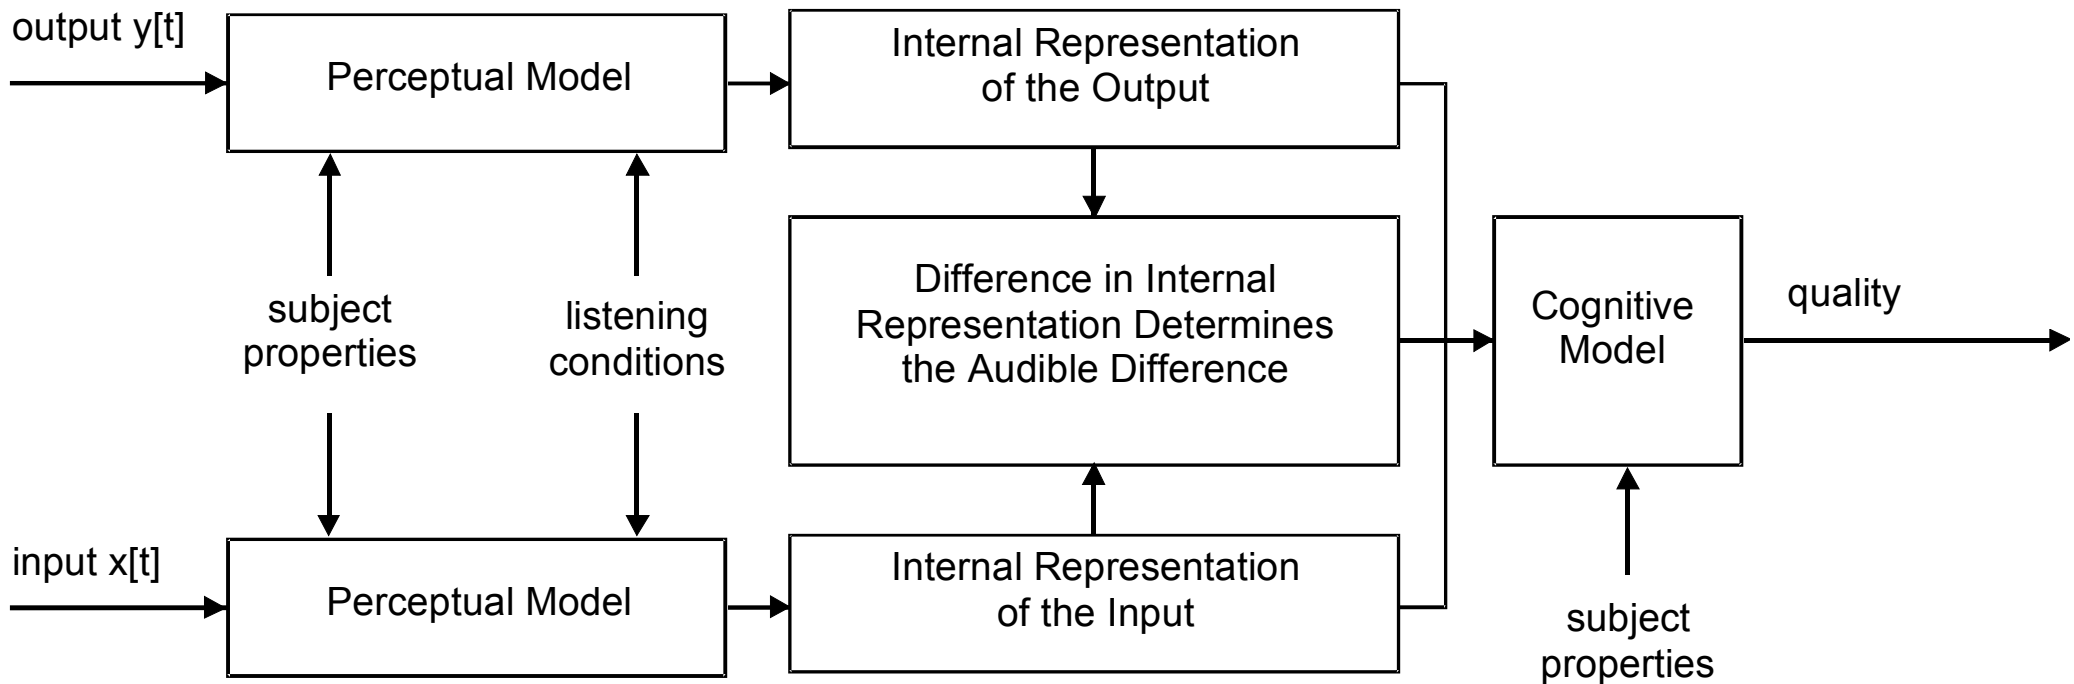 output y[t]
Perceptual Model
Internal Representation
of the Output
subject
properties
listening
conditions
Difference in Internal
Representation Determines
the Audible Difference
Cognitive
Model
quality
input x[t]
Perceptual Model
Internal Representation
of the Input
subject
properties